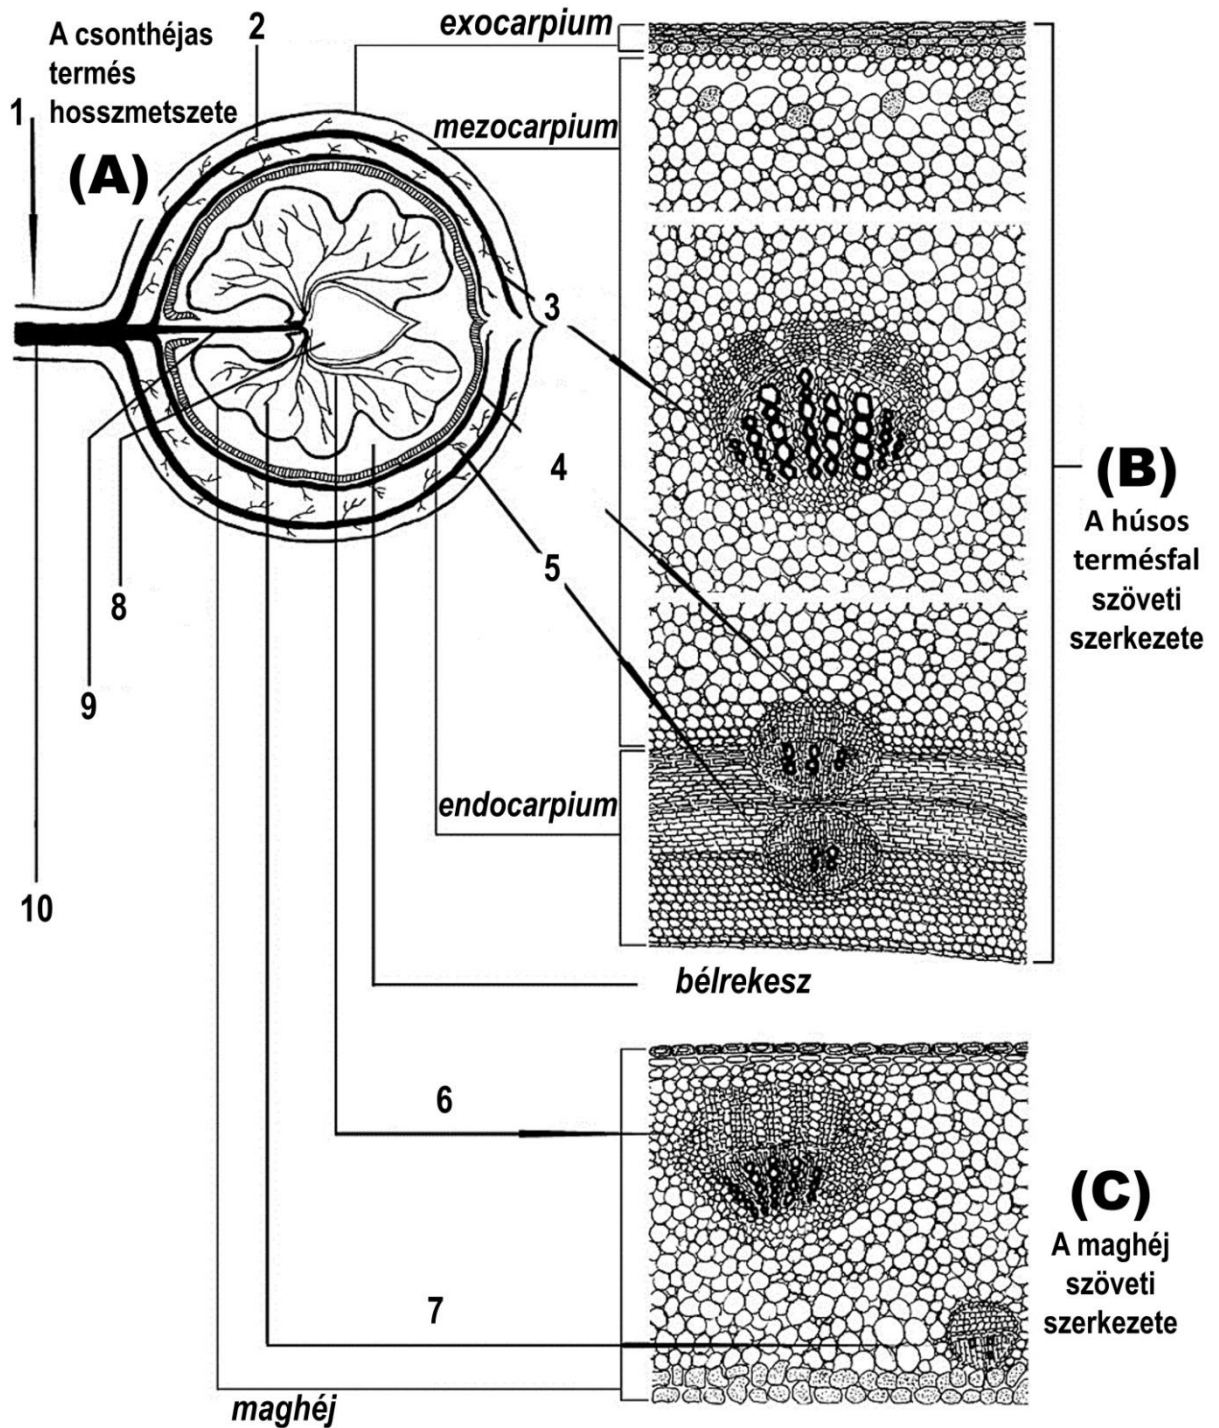 A csonthéjas
termés
hosszmetszete
(A)
1
2
exocarpium
mezocarpium
3
4
5
(B)
A húsos
termésfal
szöveti
szerkezete
8
9
10
endocarpium
bélrekesz
6
7
(C)
A maghéj
szöveti
szerkezete
maghéj